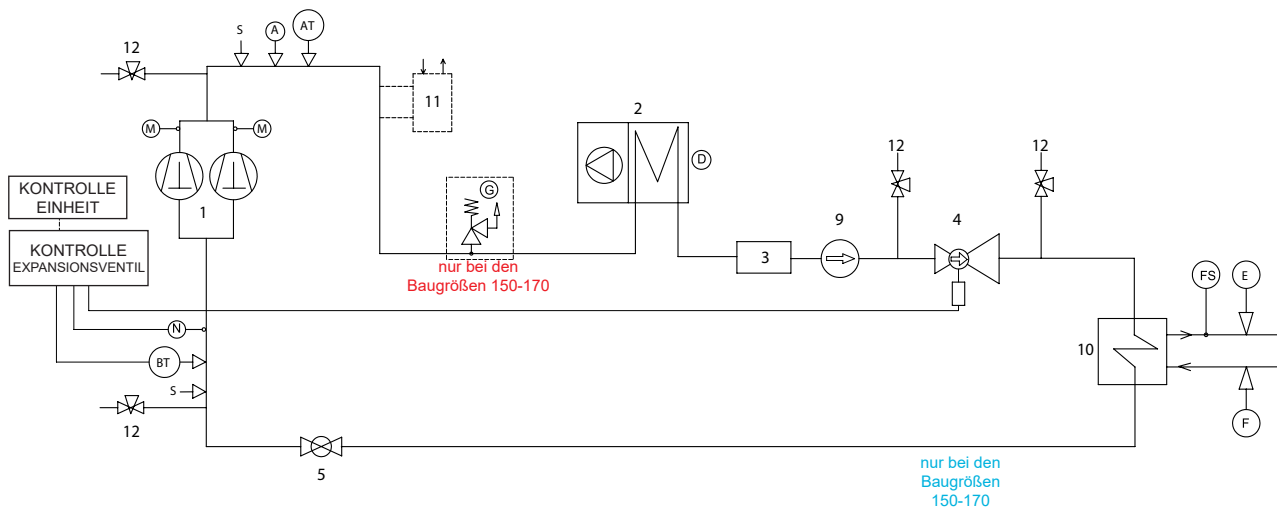 S
A
AT
12
11
2
M
M
D
12
12
KONTROLLE
EINHEIT
1
G
9
4
KONTROLLE
EXPANSIONSVENTIL
3
nur bei den
Baugrößen 150-170
FS
E
N
10
BT
S
F
12
5
nur bei den
Baugrößen
150-170